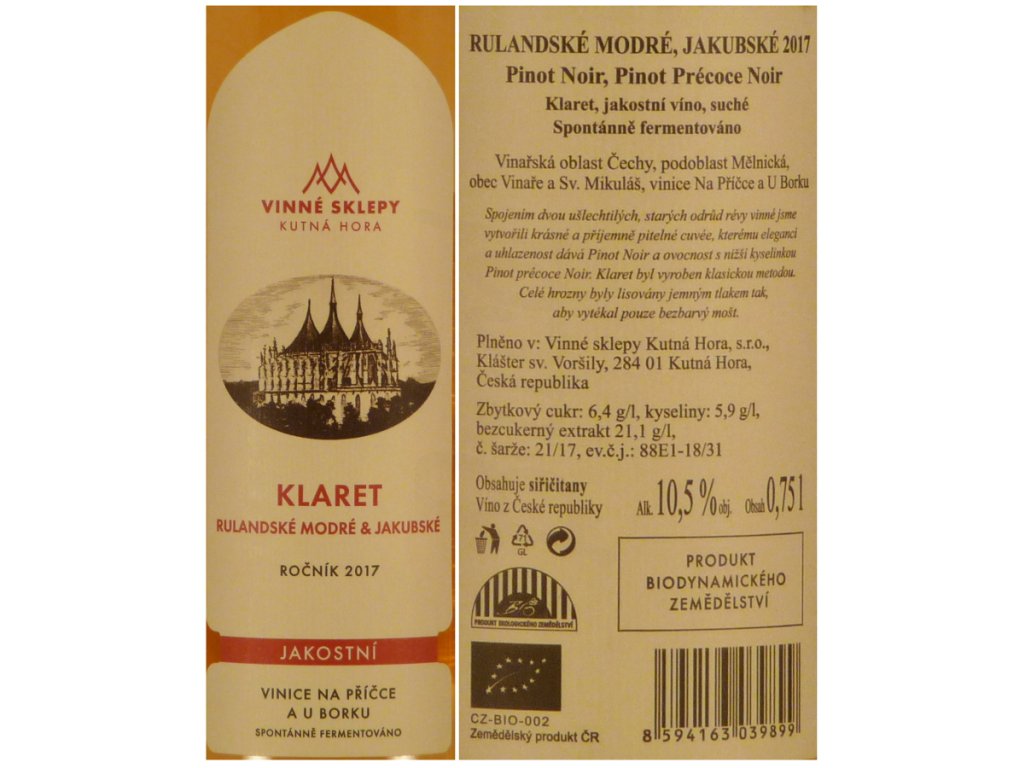 VINNÉ SKLEPY
KUTNÁ HORA
KLARET
RULANDSKÉ MODRÉ & JAKUBSKÉ
ROČNÍK 2017
JAKOSTNÍ
VINICE NA PŘÍČCE
A U BORKU
SPONTÁNNĚ FERMENTOVÁNO
RULANDSKÉ MODRÉ, JAKUBSKÉ 2017
Pinot Noir, Pinot Précoce Noir
Klaret, jakostní víno, suché
Spontánně fermentováno
Vinařská oblast Čechy, podoblast Mělnická,
obec Vinaře a Sv. Mikuláš, vinice Na Příčce a U Borku
Spojením dvou ušlechtilých, starých odrůd révy vinné jsme
vytvořili krásné a příjemně pitelné cuvée, kterému eleganci
a uhlazenost dává Pinot Noir a ovocnost s nižší kyselinkou
Pinot précoce Noir. Klaret byl vyroben klasickou metodou.
Celé hrozny byly lisovány jemným tlakem tak,
aby vytékal pouze bezbarvý mošt.
Plněno v: Vinné sklepy Kutná Hora, s.r.o.,
Klášter sv. Voršily, 284 01 Kutná Hora,
Česká republika
Zbytkový cukr: 6,4 g/l, kyseliny: 5,9 g/l,
bezcukerný extrakt 21,1 g/l,
č. šarže: 21/17, ev.č.j.: 88E1-18/31
Obsahuje siřičitany
Víno z České republiky
Alk. 10,5 % obj. Obsah 0,75 l
71
GL
BIO
PRODUKT EKOLOGICKÉHO ZEMĚDĚLSTVÍ
PRODUKT
BIODYNAMICKÉHO
ZEMĚDĚLSTVÍ
CZ-BIO-002
Zemědělský produkt ČR
8 594163 039899